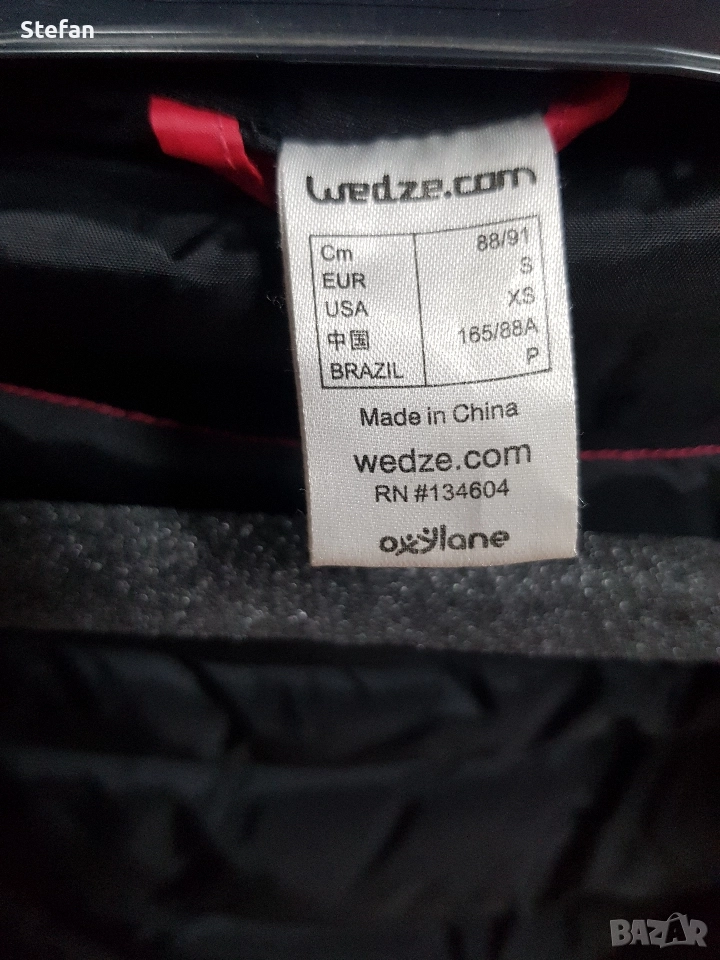 Stefan
wedze.com
Cm 88/91
EUR S
USA XS
中国 165/88A
BRAZIL P
Made in China
wedze.com
RN #134604
oxylane
BAZAR